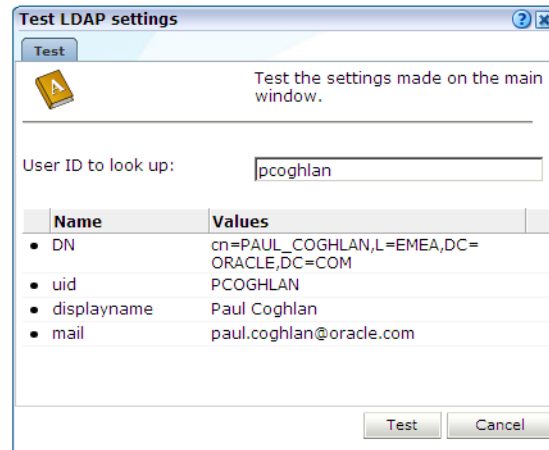 Test LDAP settings
Test
Test the settings made on the main
window.
User ID to look up:
pcoghlan
Name Values
DN cn=PAUL_COGHLAN,L=EMEA,DC=
ORACLE,DC=COM
uid PCOGHLAN
displayname Paul Coghlan
mail paul.coghlan@oracle.com
Test Cancel